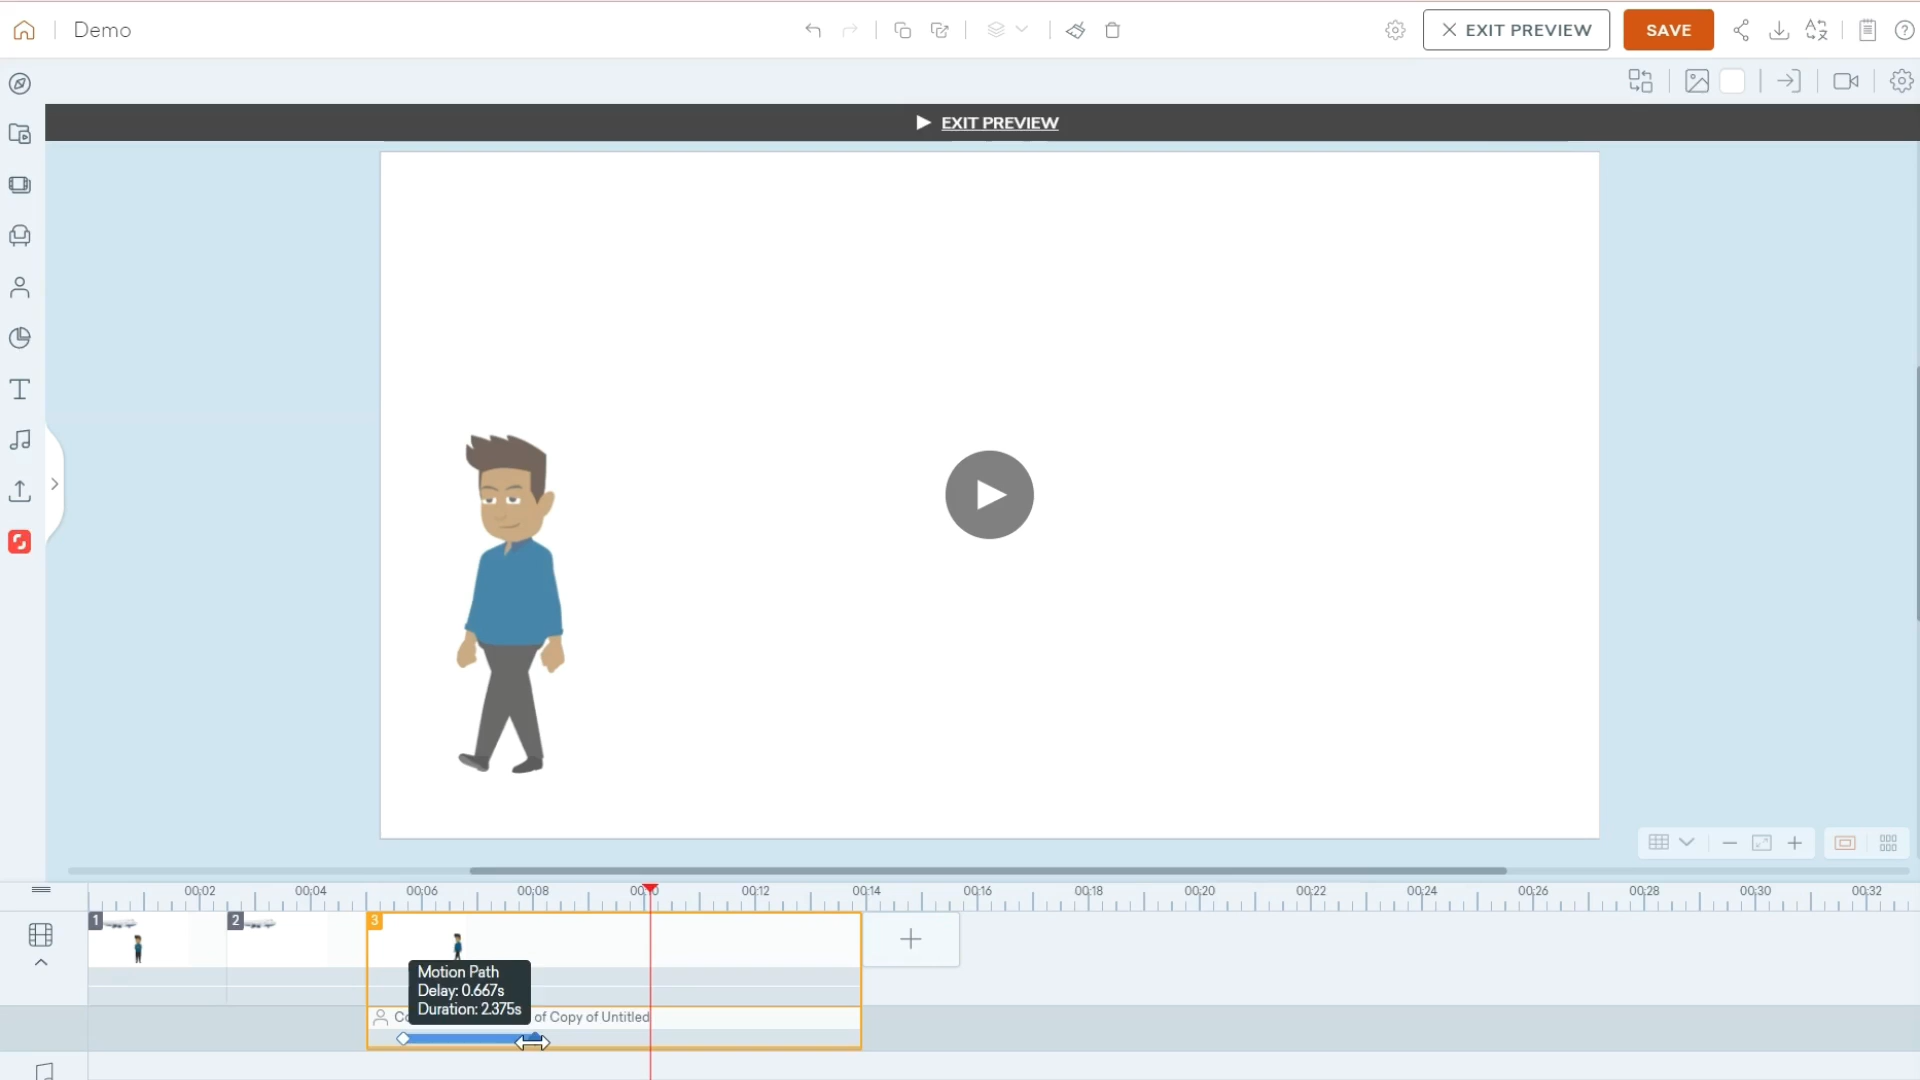 Demo
EXIT PREVIEW
SAVE
EXIT PREVIEW
00:02
00:04
00:06
00:08
00:12
00:14
00:16
00:18
00:20
00:22
00:24
00:26
00:28
00:30
00:32
1
2
3
Motion Path
Delay: 0.667s
Duration: 2.375s
of Copy of Untitled